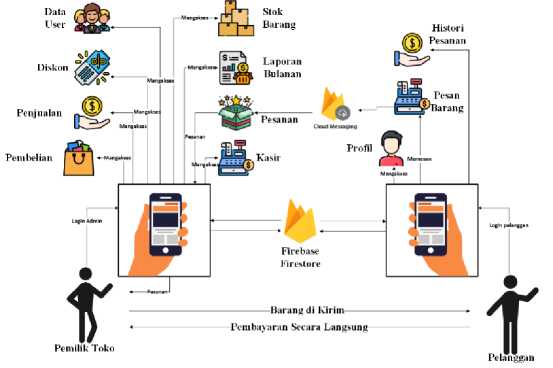 Data
User
Mengakses
Stok
Barang
Histori
Pesanan
Diskon
Mengakses
Mengakses
Laporan
Bulanan
Mengakses
Pesan
Barang
Penjualan
Mengakses
Mengakses
Pesanan
Cloud Messaging
Pesanan
Profil
Memesan
Pembelian
Mengakses
Mengakses
Kasir
Mengakses
Login Admin
Login pelanggan
Firebase
Firestore
Pesanan
Barang di Kirim
Pembayaran Secara Langsung
Pemilik Toko
Pelanggan